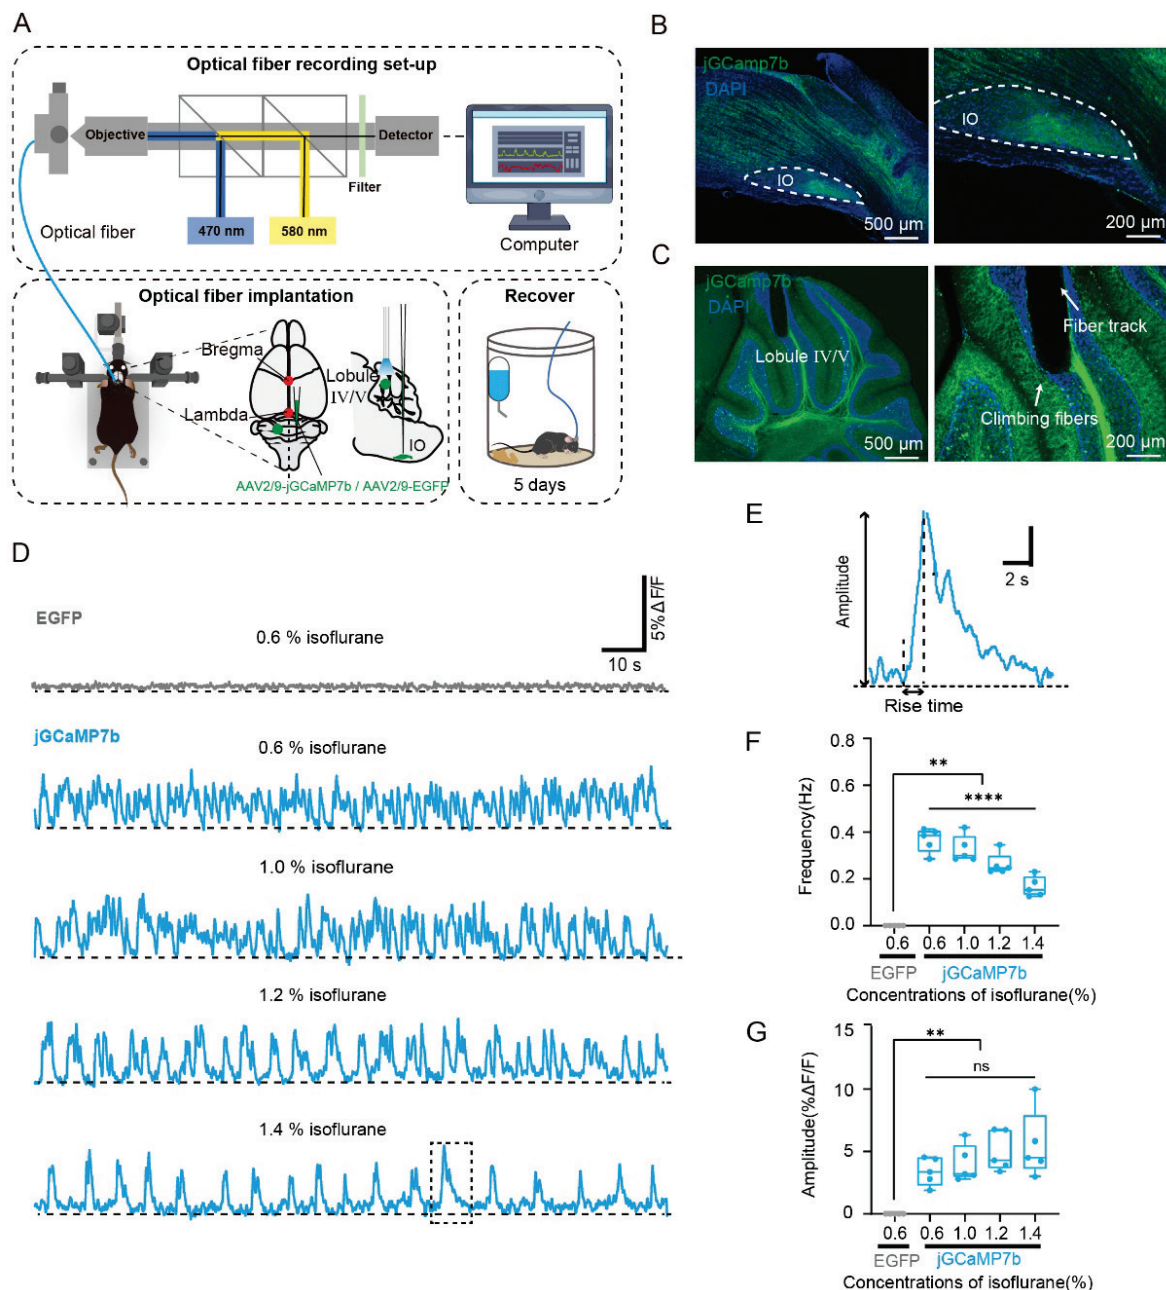 A
Optical fiber recording set-up
Objective
Detector
Filter
470 nm
580 nm
Optical fiber
Computer
Optical fiber implantation
Bregma
Lambda
Lobule
IV/V
IO
AAV2/9-jGCaMP7b / AAV2/9-EGFP
Recover
5 days
B
jGCamp7b
DAPI
IO
500 µm
IO
200 µm
C
jGCamp7b
DAPI
Lobule IV/V
500 µm
Fiber track
Climbing fibers
200 µm
D
EGFP
0.6 % isoflurane
5% Δ F/F
10 s
jGCaMP7b
0.6 % isoflurane
1.0 % isoflurane
1.2 % isoflurane
1.4 % isoflurane
E
Amplitude
2 s
Rise time
F
Frequency(Hz)
0.8
0.6
0.4
0.2
0.0
**
****
0.6 0.6 1.0 1.2 1.4
EGFP jGCaMP7b
Concentrations of isoflurane(%)
G
Amplitude(%ΔF/F)
15
10
5
0
**
ns
0.6 0.6 1.0 1.2 1.4
EGFP jGCaMP7b
Concentrations of isoflurane(%)